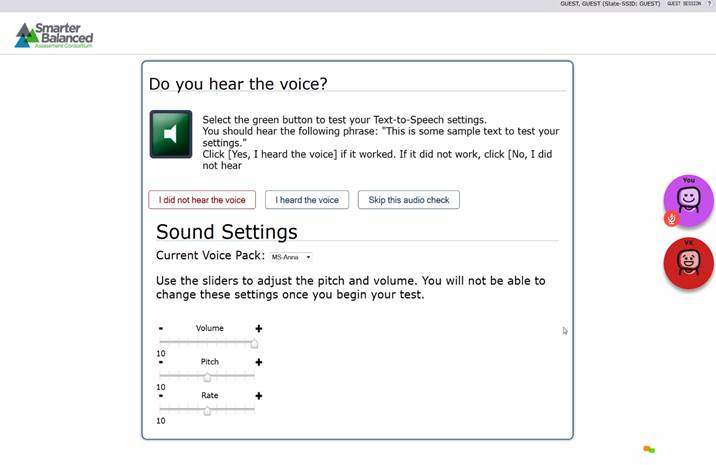 GUEST, GUEST (State-SSID: GUEST) GUEST SESSION ?
Smarter
Balanced
Assessment Consortium
Do you hear the voice?
Select the green button to test your Text-to-Speech settings.
You should hear the following phrase: "This is some sample text to test your
settings."
Click [Yes, I heard the voice] if it worked. If it did not work, click [No, I did
not hear
I did not hear the voice I heard the voice Skip this audio check
You
VK
Sound Settings
Current Voice Pack: MS-Anna
Use the sliders to adjust the pitch and volume. You will not be able to
change these settings once you begin your test.
- Volume +
10
- Pitch +
10
- Rate +
10